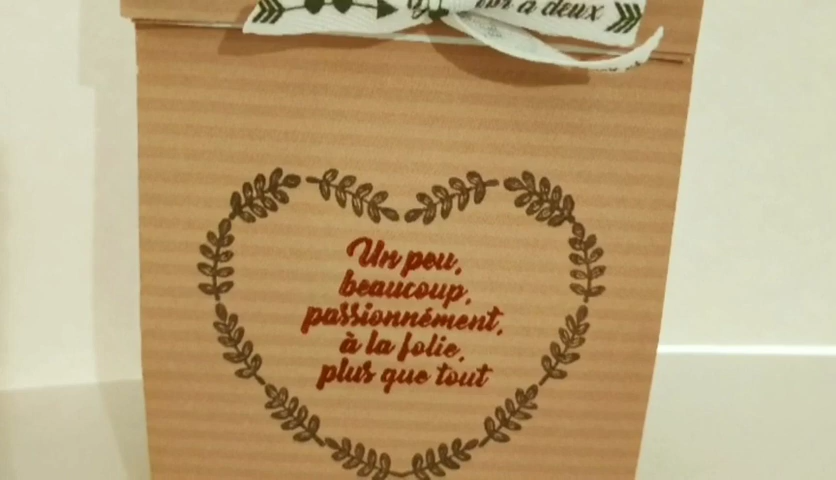 à deux
Un peu,
beaucoup,
passionnément,
à la folie,
plus que tout